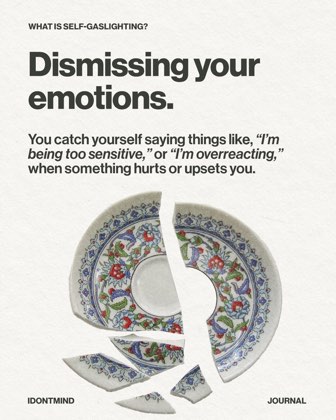 WHAT IS SELF-GASLIGHTING?
Dismissing your
emotions.
You catch yourself saying things like, “I’m
being too sensitive,” or “I’m overreacting,”
when something hurts or upsets you.
IDONTMIND
JOURNAL